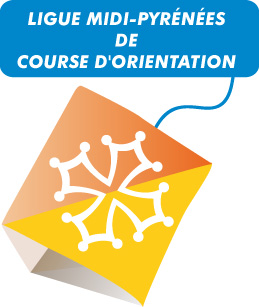 LIGUE MIDI-PYRÉNÉES
DE
COURSE D'ORIENTATION